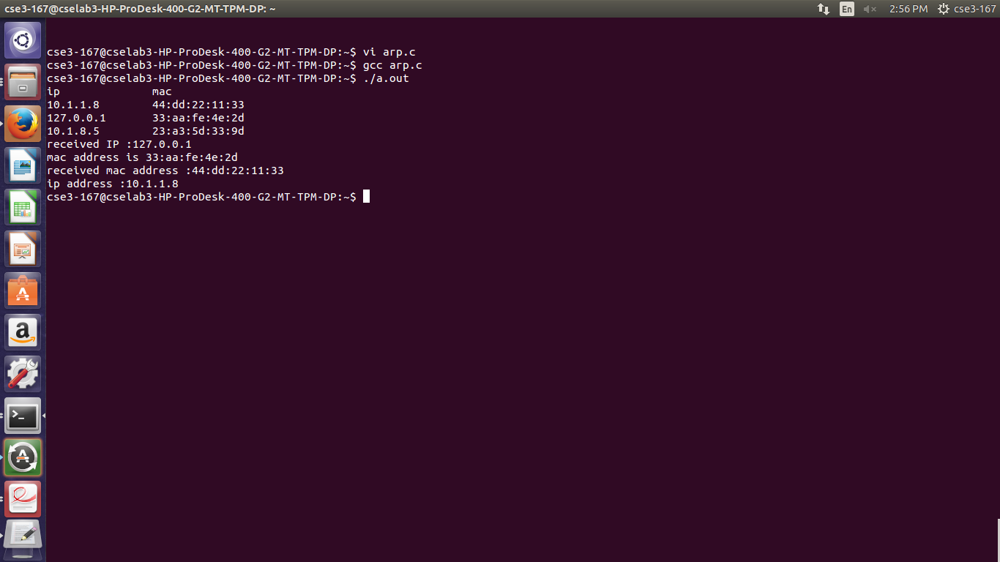 cse3-167@cselab3-HP-ProDesk-400-G2-MT-TPM-DP: ~ En 2:56 PM cse3-167
cse3-167@cselab3-HP-ProDesk-400-G2-MT-TPM-DP:~$ vi arp.c
cse3-167@cselab3-HP-ProDesk-400-G2-MT-TPM-DP:~$ gcc arp.c
cse3-167@cselab3-HP-ProDesk-400-G2-MT-TPM-DP:~$ ./a.out
ip mac
10.1.1.8 44:dd:22:11:33
127.0.0.1 33:aa:fe:4e:2d
10.1.8.5 23:a3:5d:33:9d
received IP :127.0.0.1
mac address is 33:aa:fe:4e:2d
received mac address :44:dd:22:11:33
ip address :10.1.1.8
cse3-167@cselab3-HP-ProDesk-400-G2-MT-TPM-DP:~$